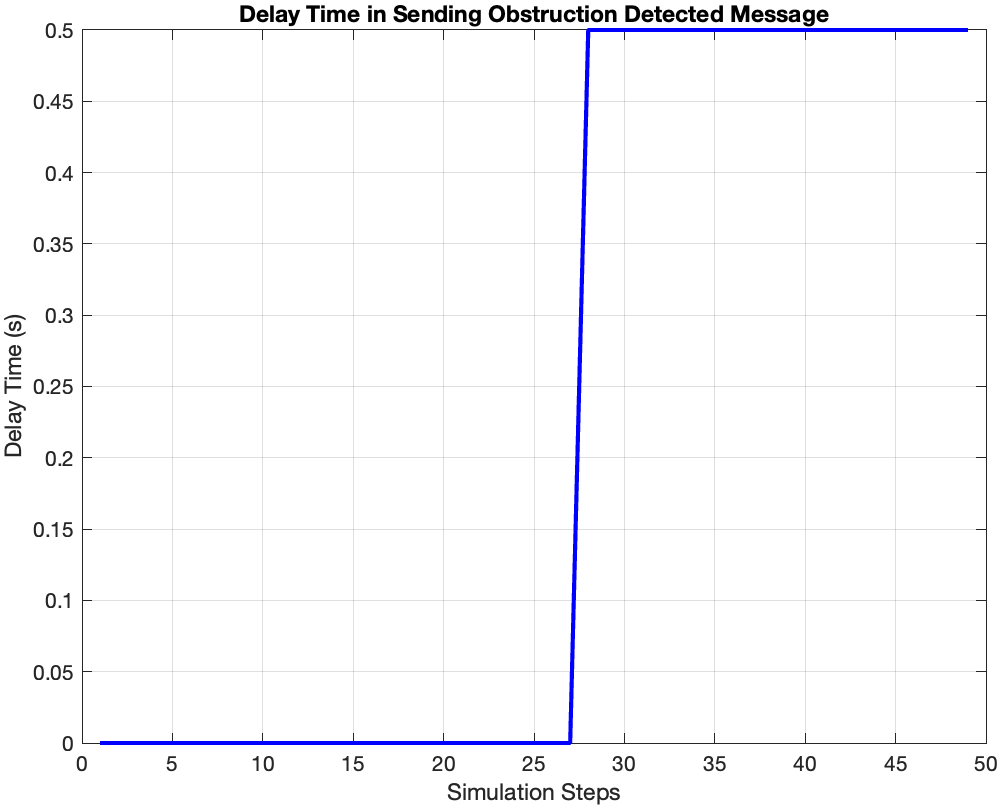 Delay Time in Sending Obstruction Detected Message
0.5
0.45
0.4
0.35
0.3
0.25
0.2
0.15
0.1
0.05
0
Delay Time (s)
0 5 10 15 20 25 30 35 40 45 50
Simulation Steps